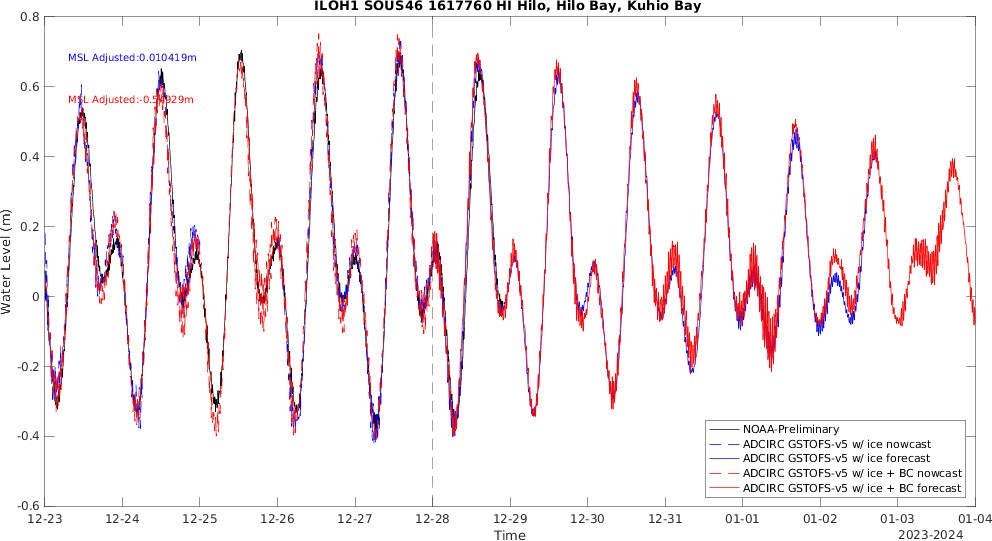 ILOH1 SOUS46 1617760 HI Hilo, Hilo Bay, Kuhio Bay
0.8
0.6
0.4
0.2
0
-0.2
-0.4
-0.6
Water Level (m)
MSL Adjusted:0.010419m
NOAA-Preliminary
ADCIRC GSTOFS-v5 w/ ice nowcast
ADCIRC GSTOFS-v5 w/ ice forecast
ADCIRC GSTOFS-v5 w/ ice + BC nowcast
ADCIRC GSTOFS-v5 w/ ice + BC forecast
12-23 12-24 12-25 12-26 12-27 12-28 12-29 12-30 12-31 01-01 01-02 01-03 01-04
Time
2023-2024
MSL